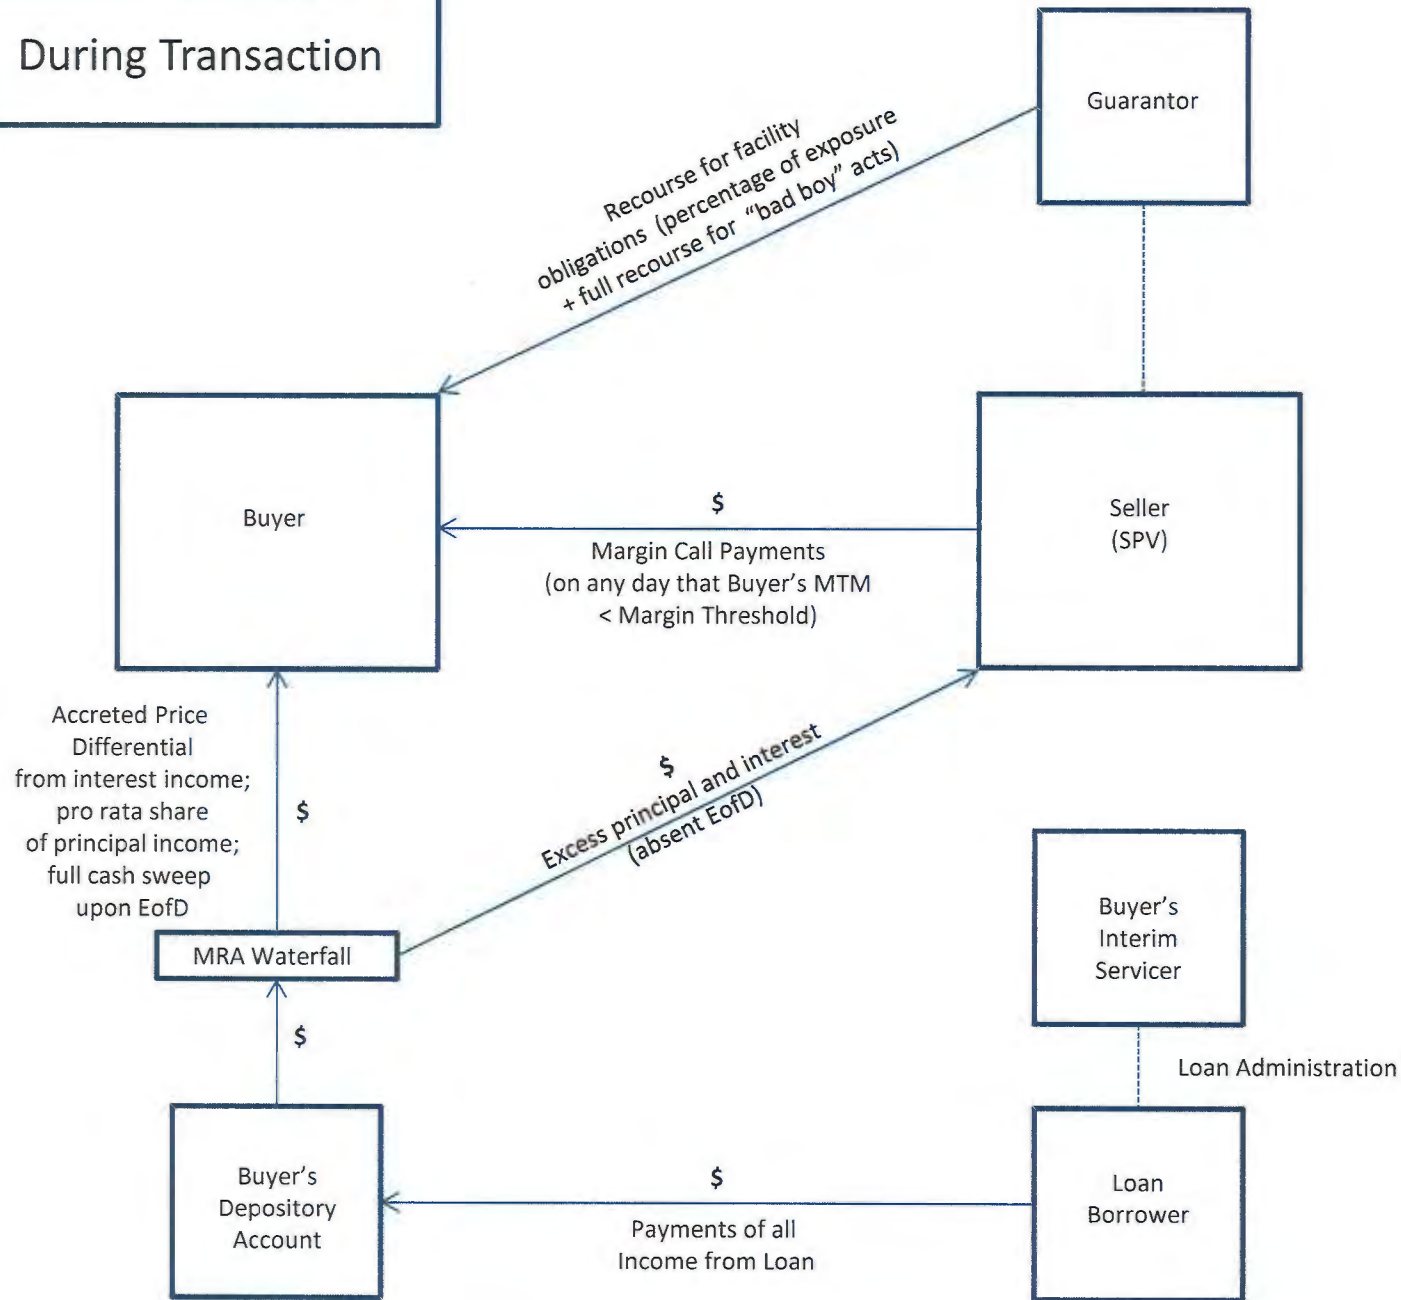 During Transaction
Guarantor
Recourse for facility
obligations (percentage of exposure
+ full recourse for “bad boy” acts)
Buyer
$
Margin Call Payments
(on any day that Buyer’s MTM
< Margin Threshold)
Seller
(SPV)
Accreted Price
Differential
from interest income;
pro rata share
of principal income;
full cash sweep
upon EofD
$
$
Excess principal and interest
(absent EofD)
MRA Waterfall
Buyer’s
Interim
Servicer
$
Loan Administration
Buyer’s
Depository
Account
$
Payments of all
Income from Loan
Loan
Borrower